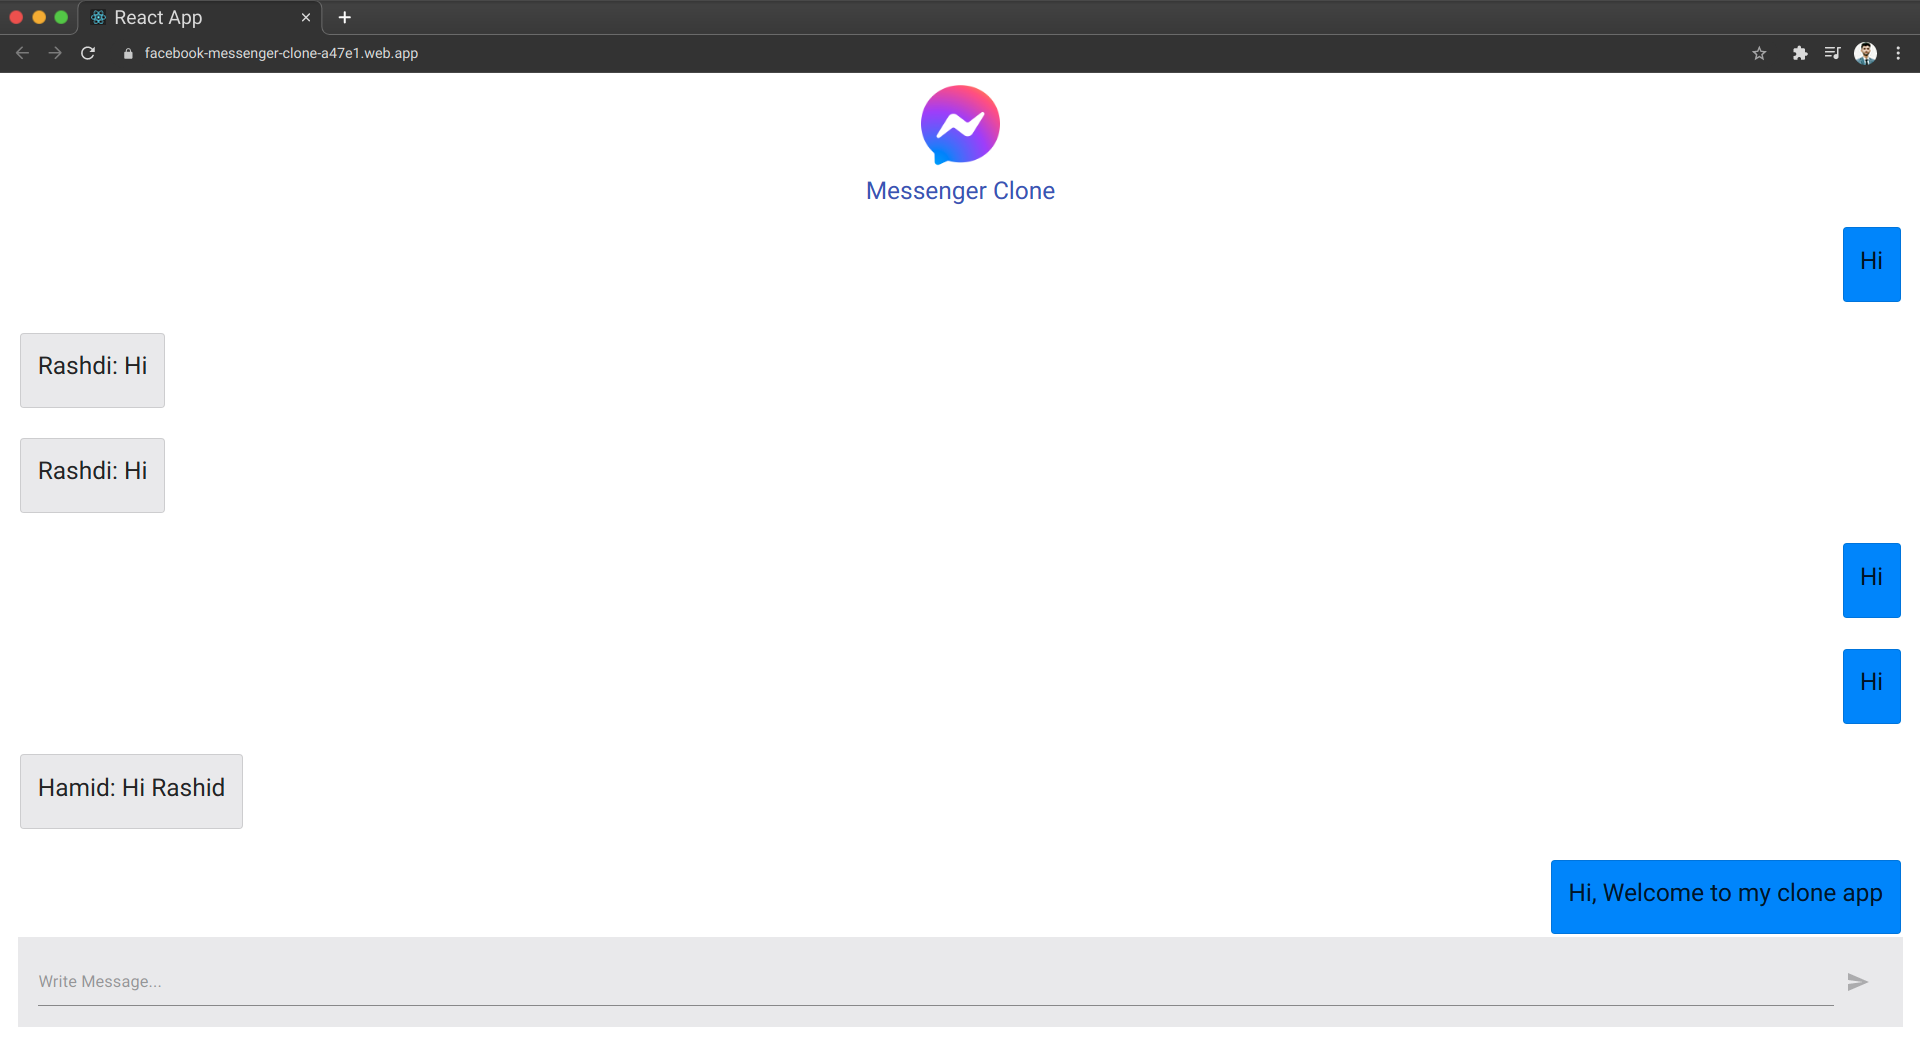 React App
facebook-messenger-clone-a47e1.web.app
Messenger Clone
Hi
Rashdi: Hi
Rashdi: Hi
Hi
Hi
Hamid: Hi Rashid
Hi, Welcome to my clone app
Write Message...